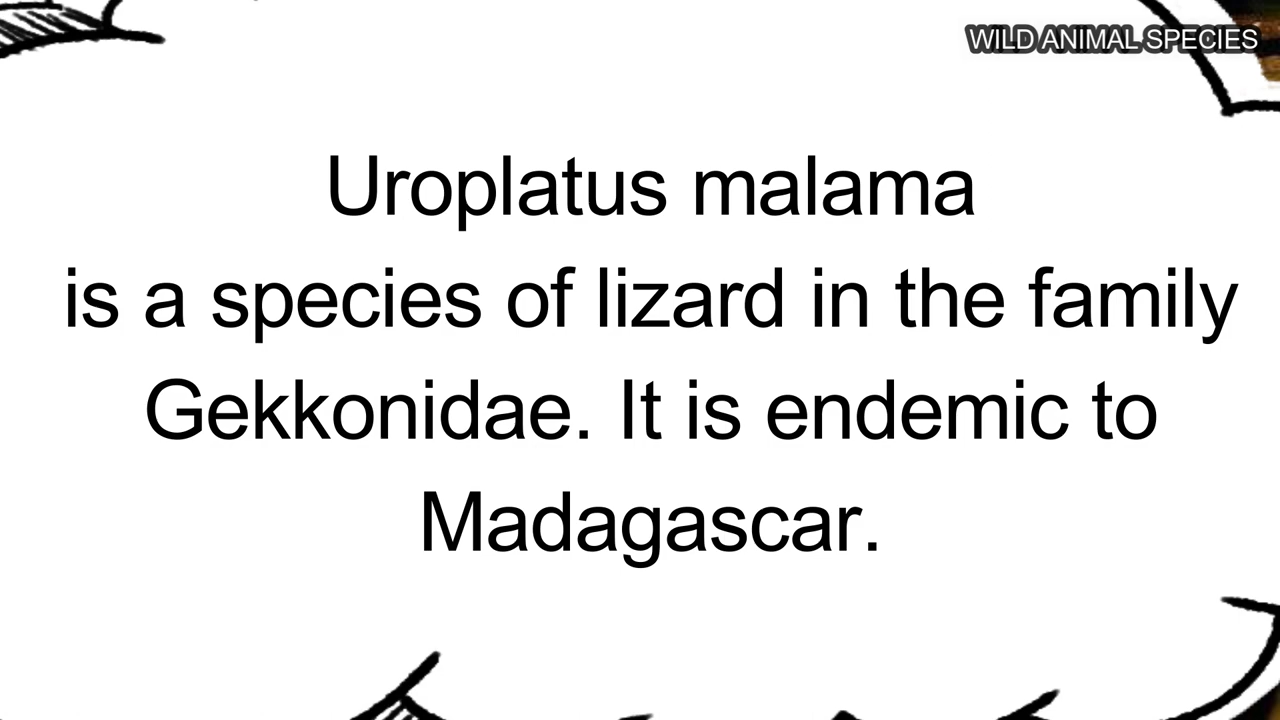 WILD ANIMAL SPECIES
Uroplatus malama
is a species of lizard in the family
Gekkonidae. It is endemic to
Madagascar.